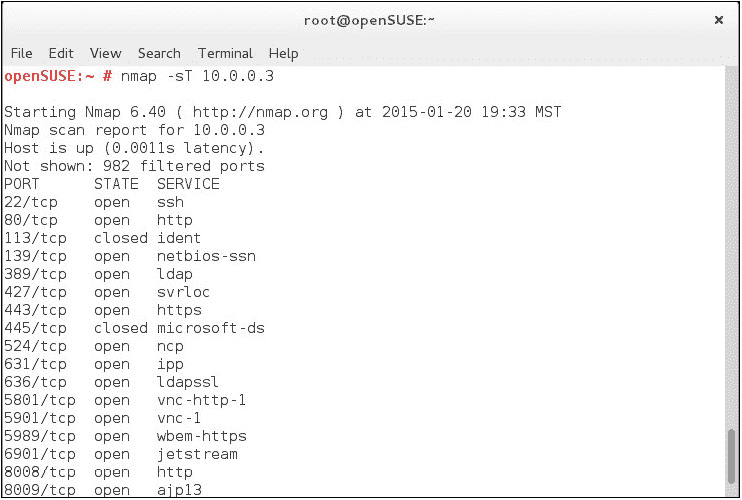 root@openSUSE:~ ×
File Edit View Search Terminal Help
openSUSE:~ # nmap -sT 10.0.0.3
Starting Nmap 6.40 ( http://nmap.org ) at 2015-01-20 19:33 MST
Nmap scan report for 10.0.0.3
Host is up (0.0011s latency).
Not shown: 982 filtered ports
PORT STATE SERVICE
22/tcp open ssh
80/tcp open http
113/tcp closed ident
139/tcp open netbios-ssn
389/tcp open ldap
427/tcp open svrloc
443/tcp open https
445/tcp closed microsoft-ds
524/tcp open ncp
631/tcp open ipp
636/tcp open ldapssl
5801/tcp open vnc-http-1
5901/tcp open vnc-1
5989/tcp open wbem-https
6901/tcp open jetstream
8008/tcp open http
8009/tcp open ajp13